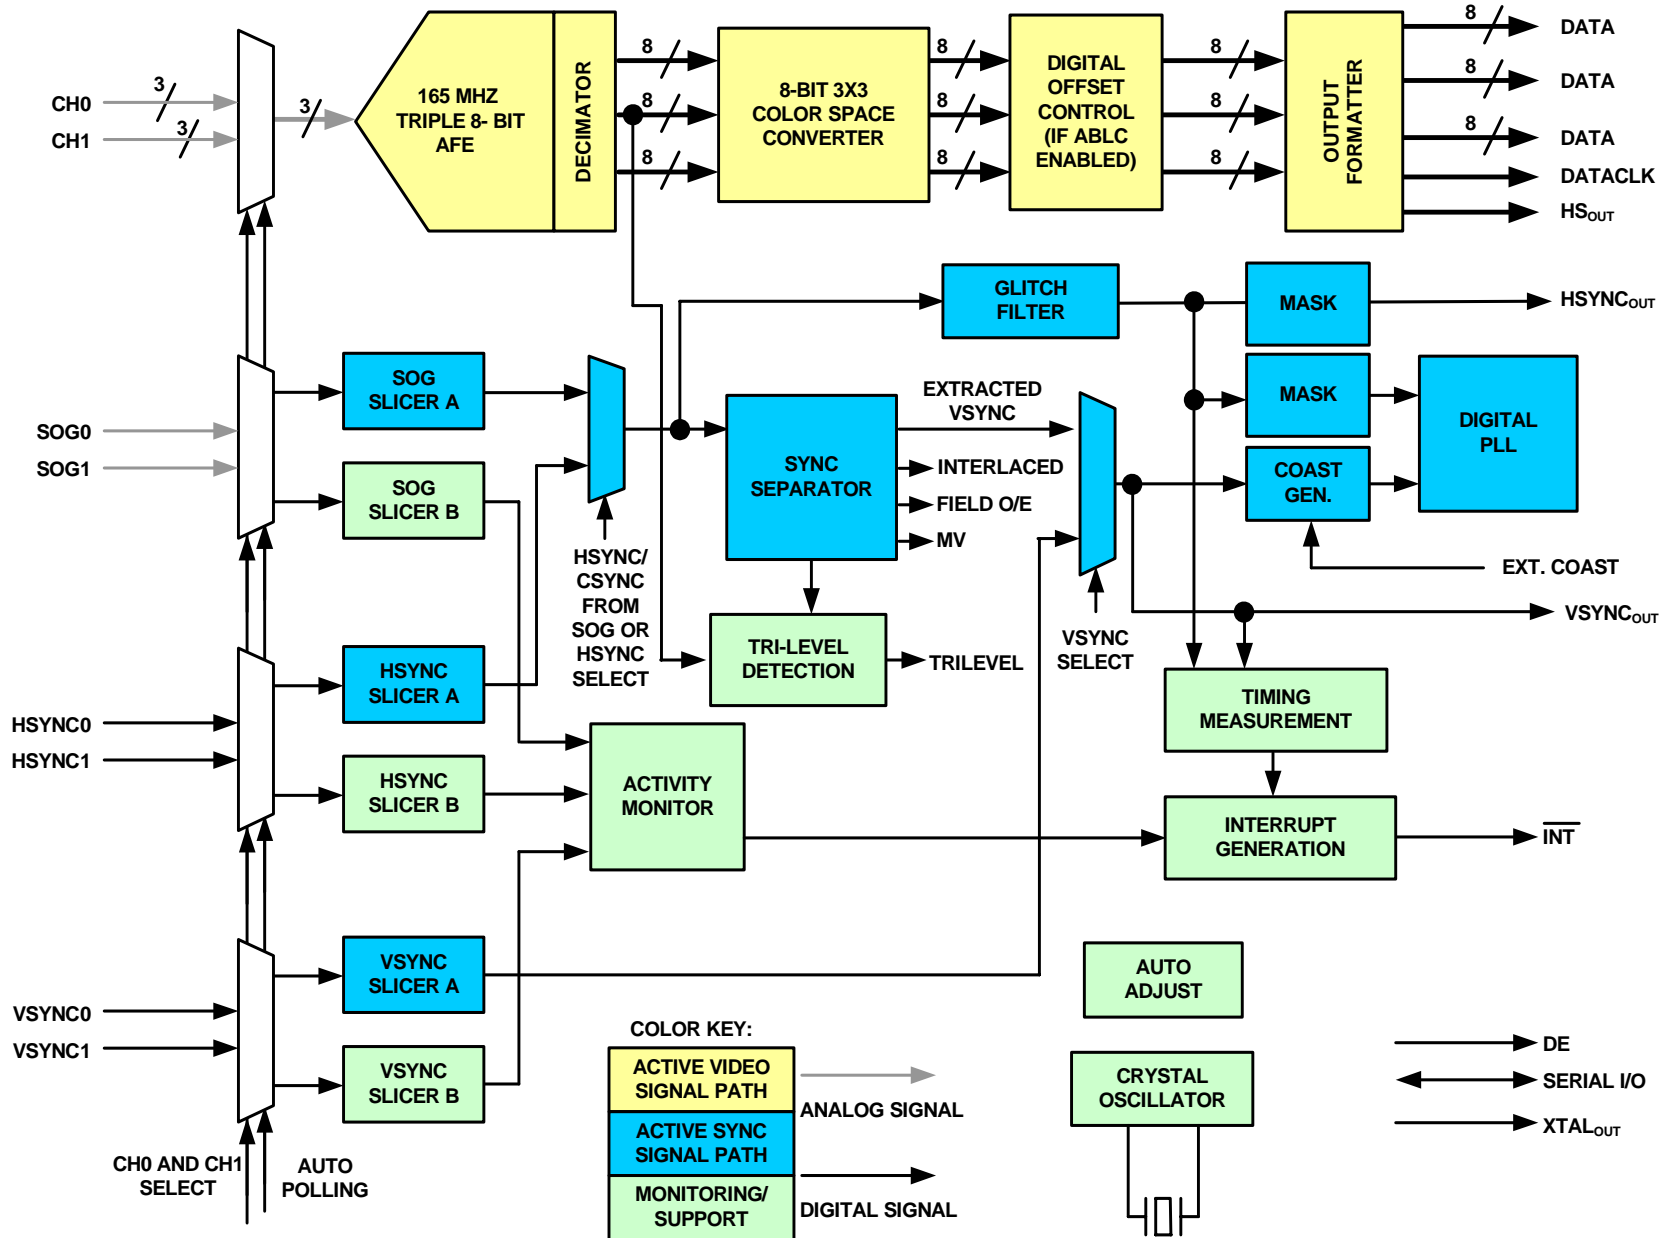 CH0
CH1
3
3
3
165 MHZ
TRIPLE 8- BIT
AFE
DECIMATOR
8
8
8
8-BIT 3X3
COLOR SPACE
CONVERTER
8
8
8
DIGITAL
OFFSET
CONTROL
(IF ABLC
ENABLED)
8
8
8
OUTPUT
FORMATTER
8
8
8
DATA
DATA
DATA
DATACLK
HSOUT
GLITCH
FILTER
MASK
HSYNCOUT
SOG
SLICER A
SOG0
SOG1
SOG
SLICER B
HSYNC/
CSYNC
FROM
SOG OR
HSYNC
SELECT
SYNC
SEPARATOR
EXTRACTED
VSYNC
INTERLACED
FIELD O/E
MV
MASK
COAST
GEN.
DIGITAL
PLL
EXT. COAST
VSYNCOUT
VSYNC
SELECT
TRI-LEVEL
DETECTION
TRILEVEL
HSYNC
SLICER A
HSYNC0
HSYNC1
HSYNC
SLICER B
ACTIVITY
MONITOR
TIMING
MEASUREMENT
INTERRUPT
GENERATION
INT
VSYNC
SLICER A
VSYNC0
VSYNC1
VSYNC
SLICER B
CH0 AND CH1
SELECT
AUTO
POLLING
COLOR KEY:
ACTIVE VIDEO
SIGNAL PATH
ACTIVE SYNC
SIGNAL PATH
MONITORING/
SUPPORT
ANALOG SIGNAL
DIGITAL SIGNAL
AUTO
ADJUST
CRYSTAL
OSCILLATOR
DE
SERIAL I/O
XTALOUT